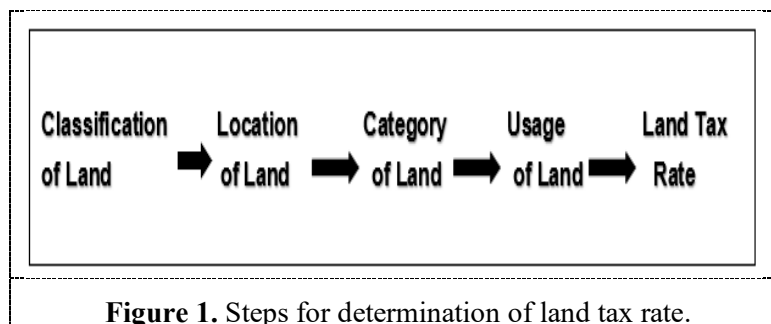 Classification
of Land
Location
of Land
Category
of Land
Usage
of Land
Land Tax
Rate
Figure 1. Steps for determination of land tax rate.